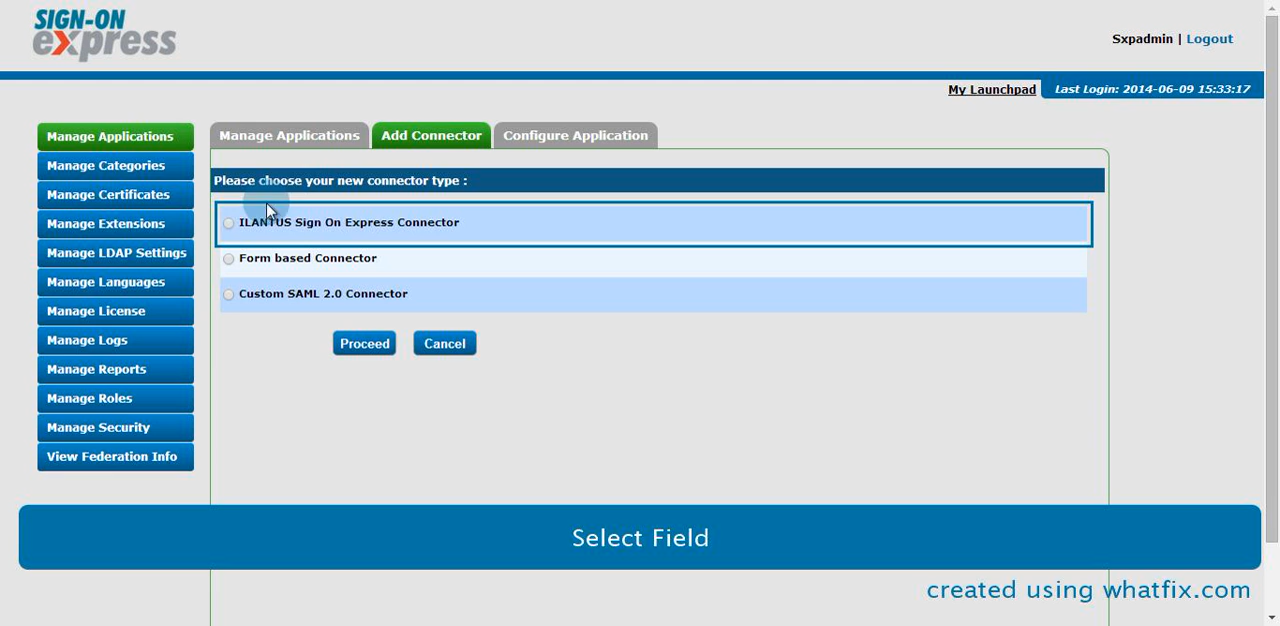 SIGN-ON
express
Sxpadmin | Logout
My Launchpad
Last Login: 2014-06-09 15:33:17
Manage Applications
Manage Categories
Manage Certificates
Manage Extensions
Manage LDAP Settings
Manage Languages
Manage License
Manage Logs
Manage Reports
Manage Roles
Manage Security
View Federation Info
Manage Applications
Add Connector
Configure Application
Please choose your new connector type :
ILANTUS Sign On Express Connector
Form based Connector
Custom SAML 2.0 Connector
Proceed
Cancel
Select Field
created using whatfix.com